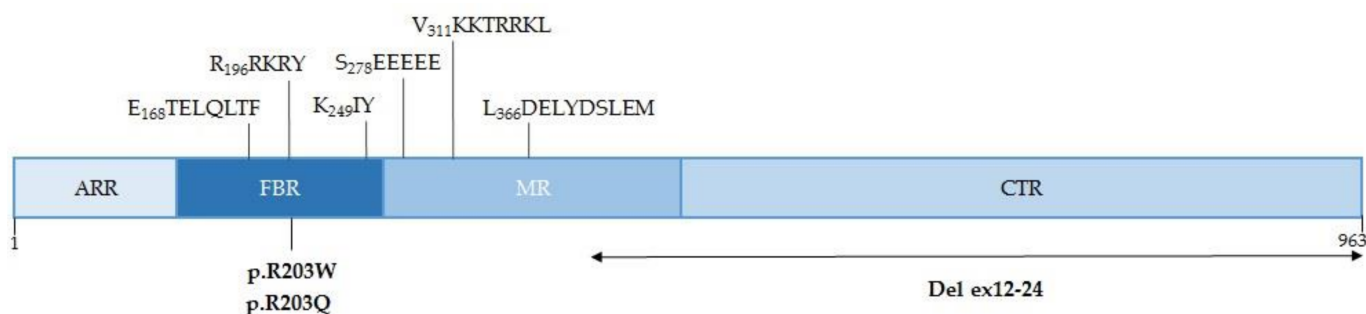 V₃₁₁KKTRRKL
R₁₉₆RKRY
S₂₇₈EEEEE
E₁₆₈TELQLTF
K₂₄₉IY
L₃₆₆DELYDSLEM
ARR
FBR
MR
CTR
1
963
p.R203W
p.R203Q
Del ex12-24